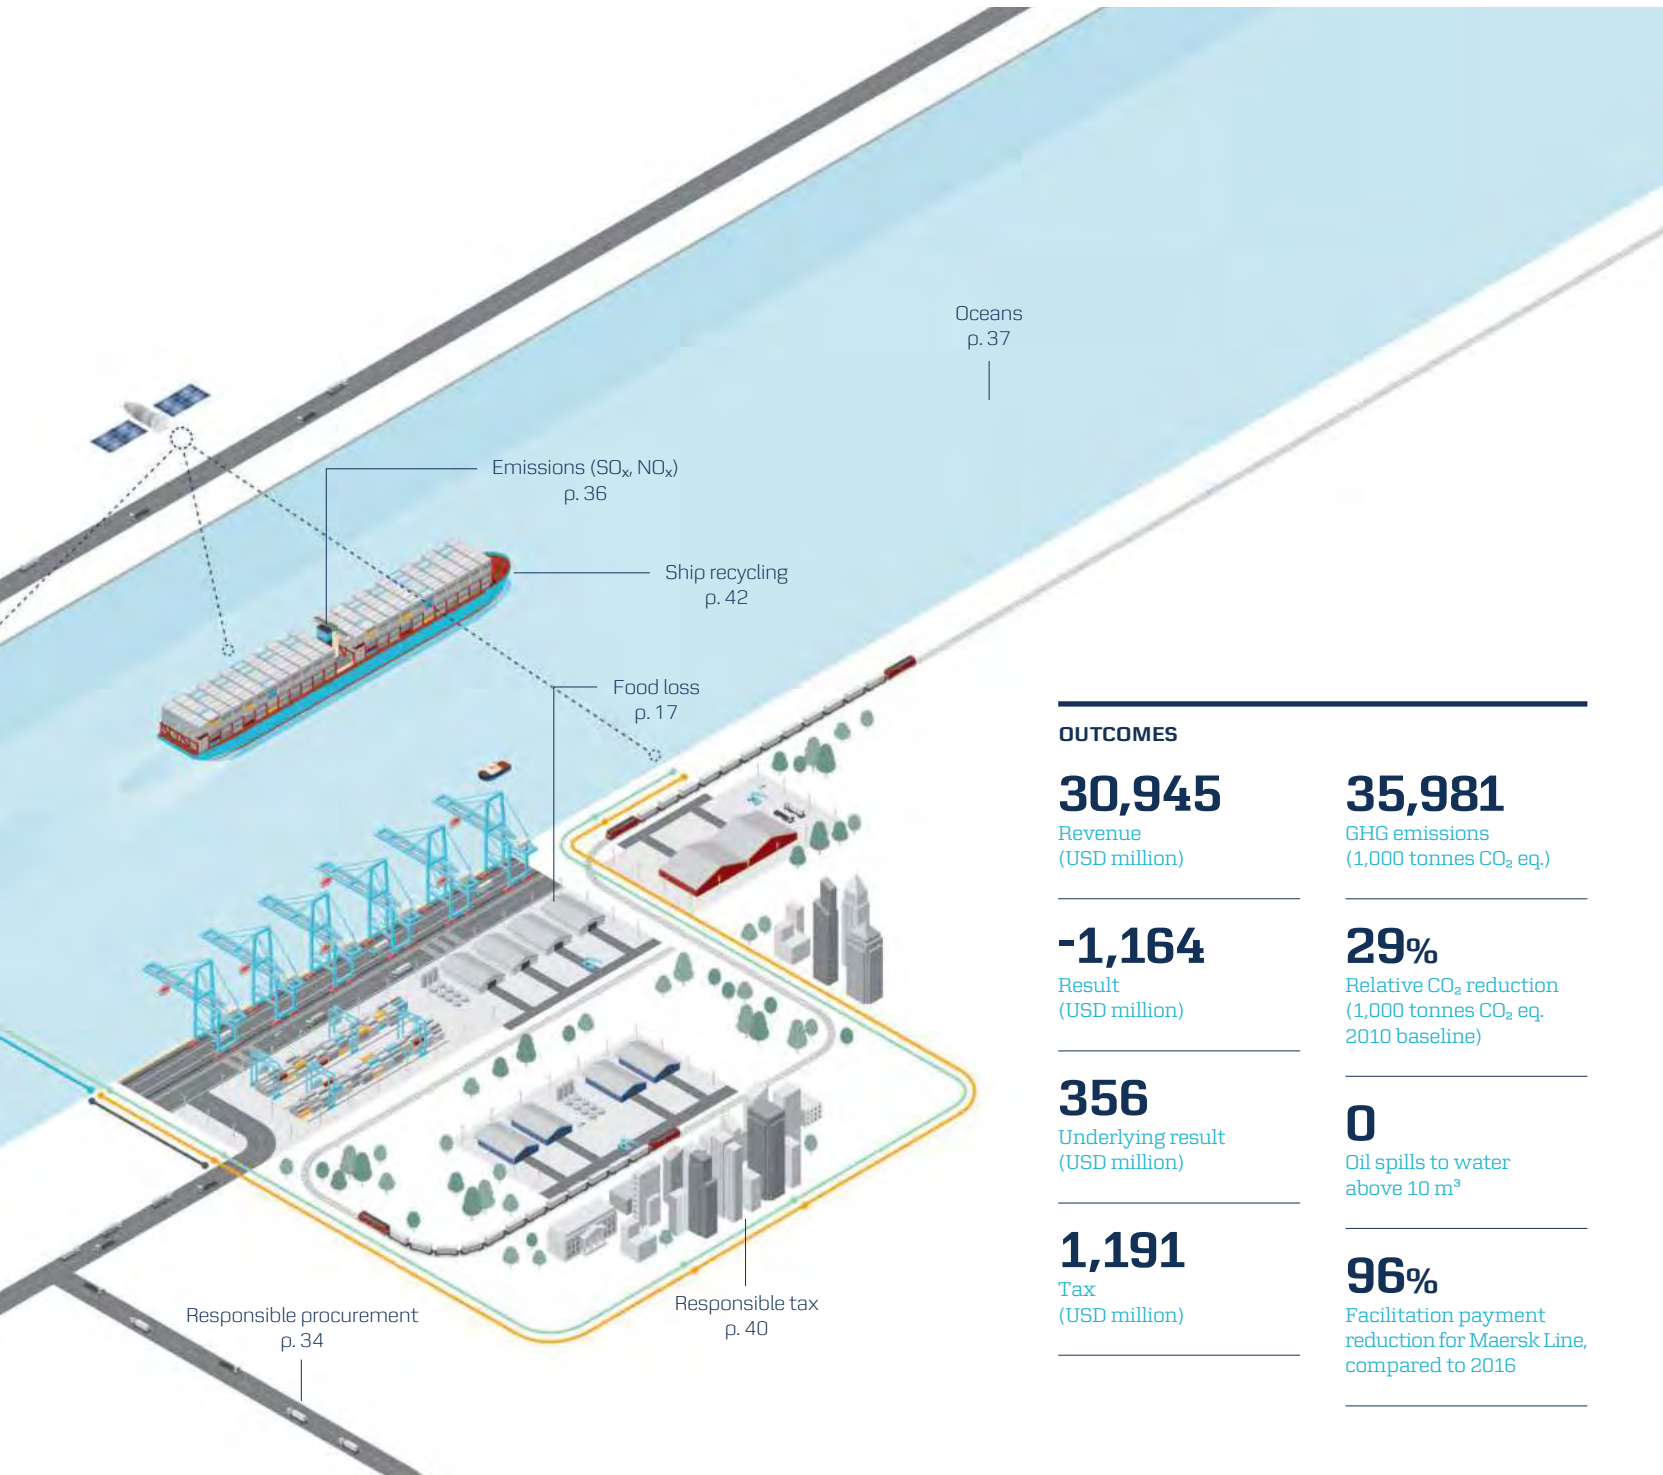 Oceans
p. 37
Emissions (SOₓ, NOₓ)
p. 36
Ship recycling
p. 42
Food loss
p. 17
Responsible procurement
p. 34
Responsible tax
p. 40
OUTCOMES
30,945
Revenue
(USD million)
-1,164
Result
(USD million)
356
Underlying result
(USD million)
1,191
Tax
(USD million)
35,981
GHG emissions
(1,000 tonnes CO₂ eq.)
29%
Relative CO₂ reduction
(1,000 tonnes CO₂ eq.
2010 baseline)
0
Oil spills to water
above 10 m³
96%
Facilitation payment
reduction for Maersk Line,
compared to 2016